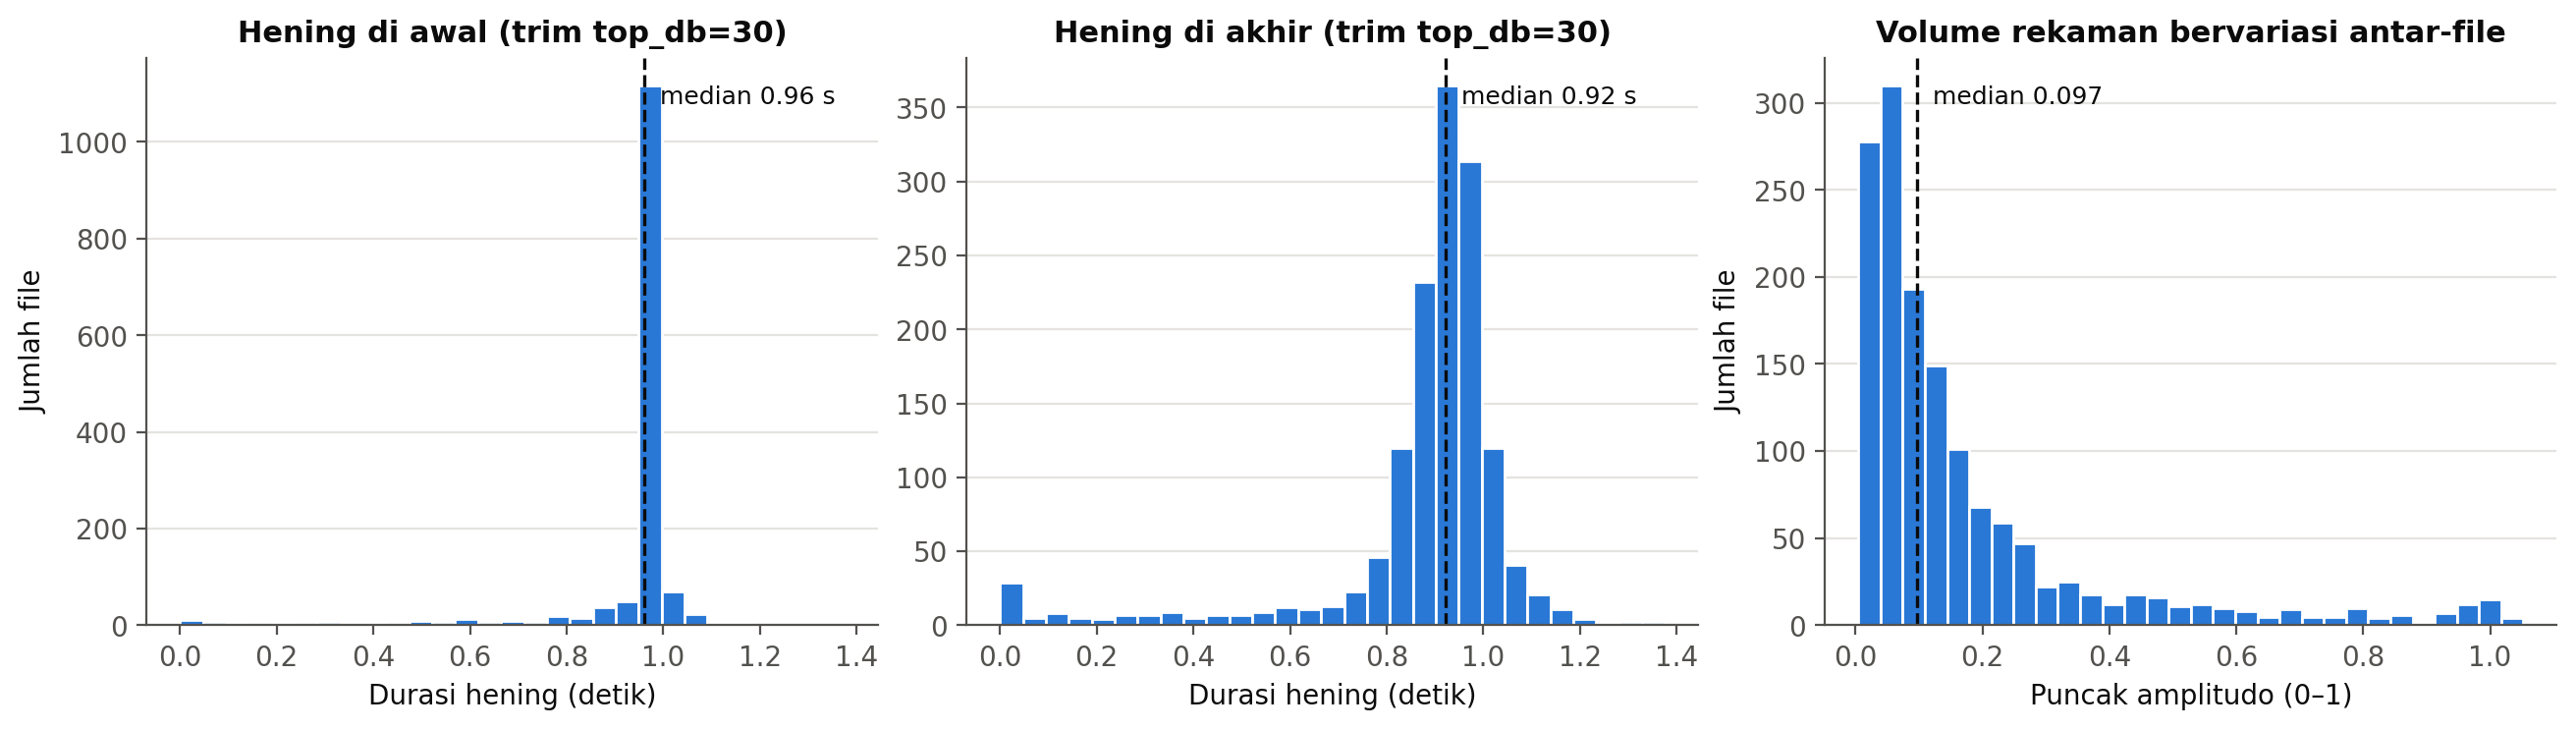 Hening di awal (trim top_db=30)
Jumlah file
1000
800
600
400
200
0
median 0.96 s
0.0 0.2 0.4 0.6 0.8 1.0 1.2 1.4
Durasi hening (detik)
Hening di akhir (trim top_db=30)
350
300
250
200
150
100
50
0
median 0.92 s
0.0 0.2 0.4 0.6 0.8 1.0 1.2 1.4
Durasi hening (detik)
Volume rekaman bervariasi antar-file
Jumlah file
300
250
200
150
100
50
0
median 0.097
0.0 0.2 0.4 0.6 0.8 1.0
Puncak amplitudo (0–1)